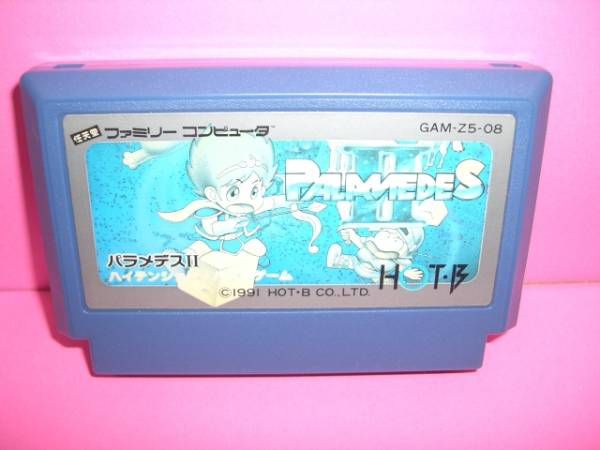 任天堂 ファミリー コンピュータ™ GAM-Z5-08
PALAMEDES
パラメデスII
ハイテンシ ゲーム
HOT・B
©1991 HOT・B CO., LTD.